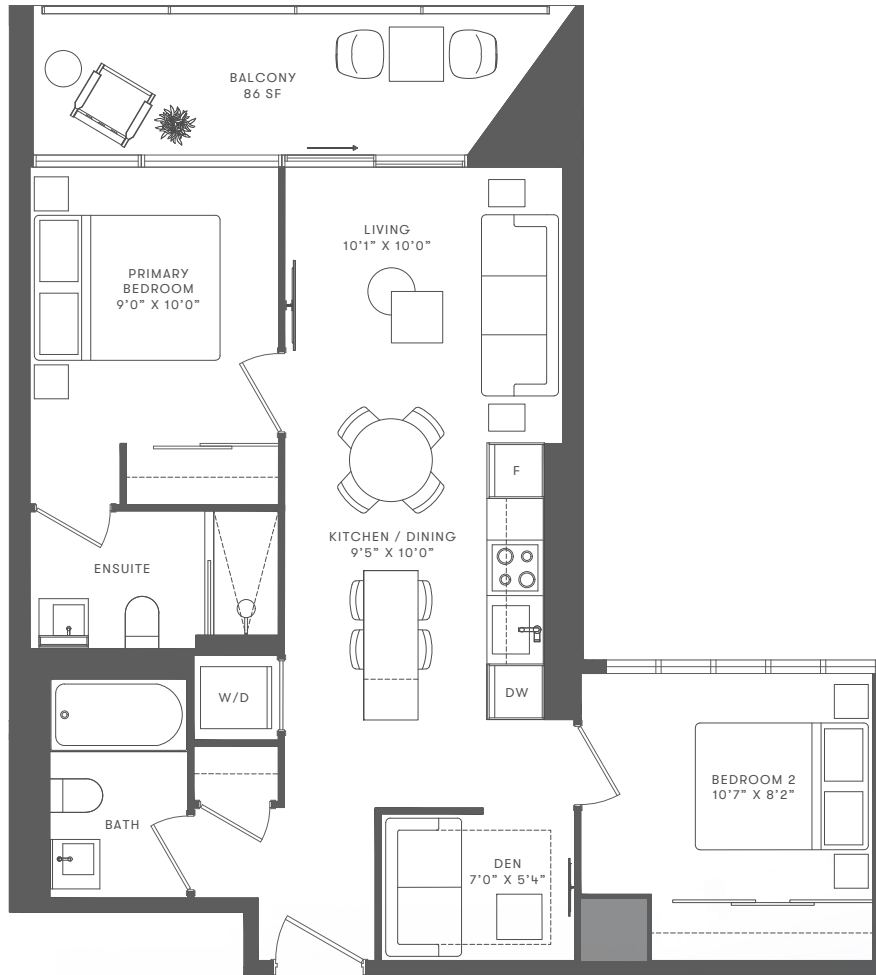 BALCONY
86 SF
LIVING
10'1" X 10'0"
PRIMARY
BEDROOM
9'0" X 10'0"
F
KITCHEN / DINING
9'5" X 10'0"
ENSUITE
W/D
DW
BEDROOM 2
10'7" X 8'2"
BATH
DEN
7'0" X 5'4"